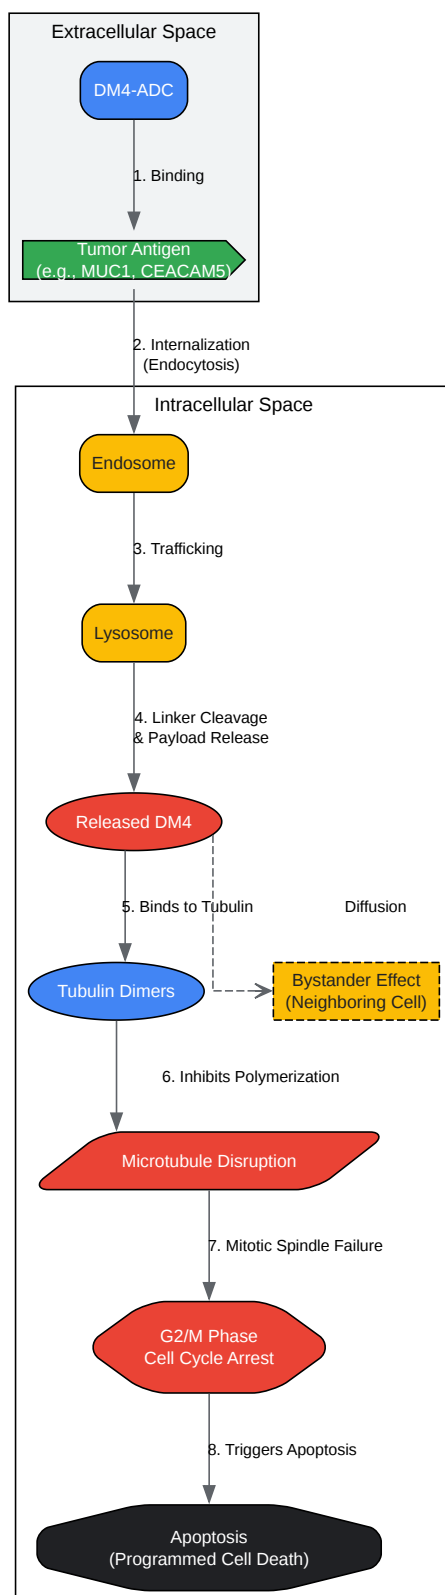 Extracellular Space
DM4-ADC
1. Binding
Tumor Antigen
(e.g., MUC1, CEACAM5)
2. Internalization
(Endocytosis)
Intracellular Space
Endosome
3. Trafficking
Lysosome
4. Linker Cleavage
& Payload Release
Released DM4
5. Binds to Tubulin
Diffusion
Tubulin Dimers
Bystander Effect
(Neighboring Cell)
6. Inhibits Polymerization
Microtubule Disruption
7. Mitotic Spindle Failure
G2/M Phase
Cell Cycle Arrest
8. Triggers Apoptosis
Apoptosis
(Programmed Cell Death)